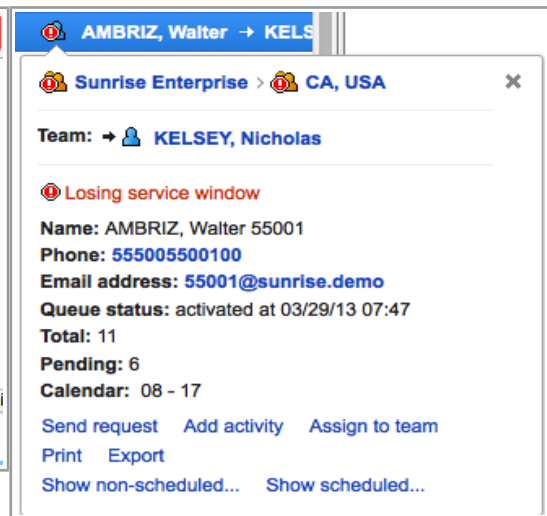 AMBRIZ, Walter → KELS
Sunrise Enterprise > CA, USA
Team: → KELSEY, Nicholas
Losing service window
Name: AMBRIZ, Walter 55001
Phone: 555005500100
Email address: 55001@sunrise.demo
Queue status: activated at 03/29/13 07:47
Total: 11
Pending: 6
Calendar: 08 - 17
Send request Add activity Assign to team
Print Export
Show non-scheduled... Show scheduled...